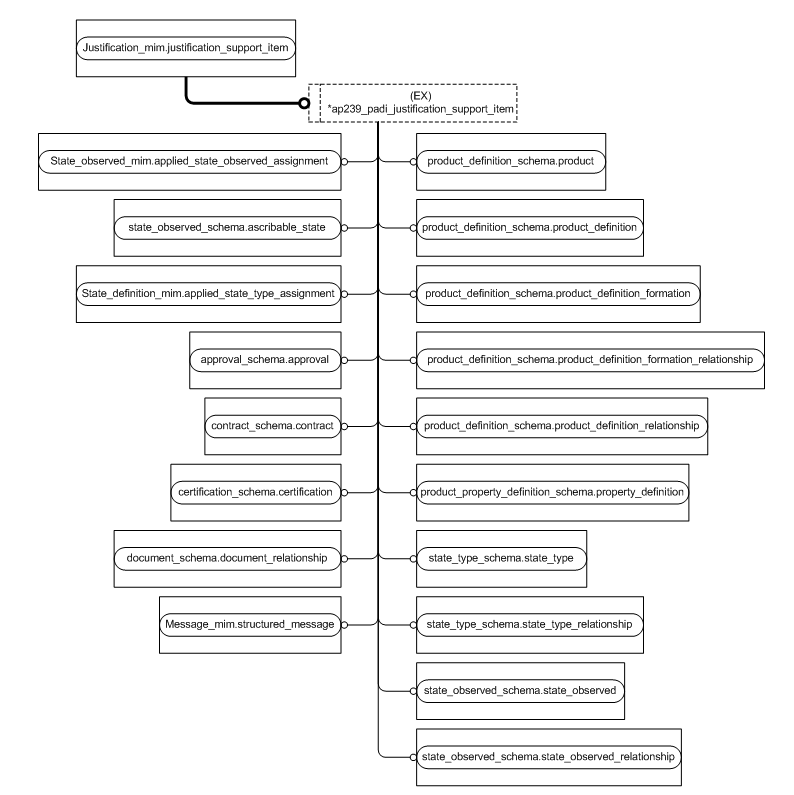 Justification_mim.justification_support_item
(EX)
*ap239_padi_justification_support_item
State_observed_mim.applied_state_observed_assignment
product_definition_schema.product
state_observed_schema.ascribable_state
product_definition_schema.product_definition
State_definition_mim.applied_state_type_assignment
product_definition_schema.product_definition_formation
approval_schema.approval
product_definition_schema.product_definition_formation_relationship
contract_schema.contract
product_definition_schema.product_definition_relationship
certification_schema.certification
product_property_definition_schema.property_definition
document_schema.document_relationship
state_type_schema.state_type
Message_mim.structured_message
state_type_schema.state_type_relationship
state_observed_schema.state_observed
state_observed_schema.state_observed_relationship